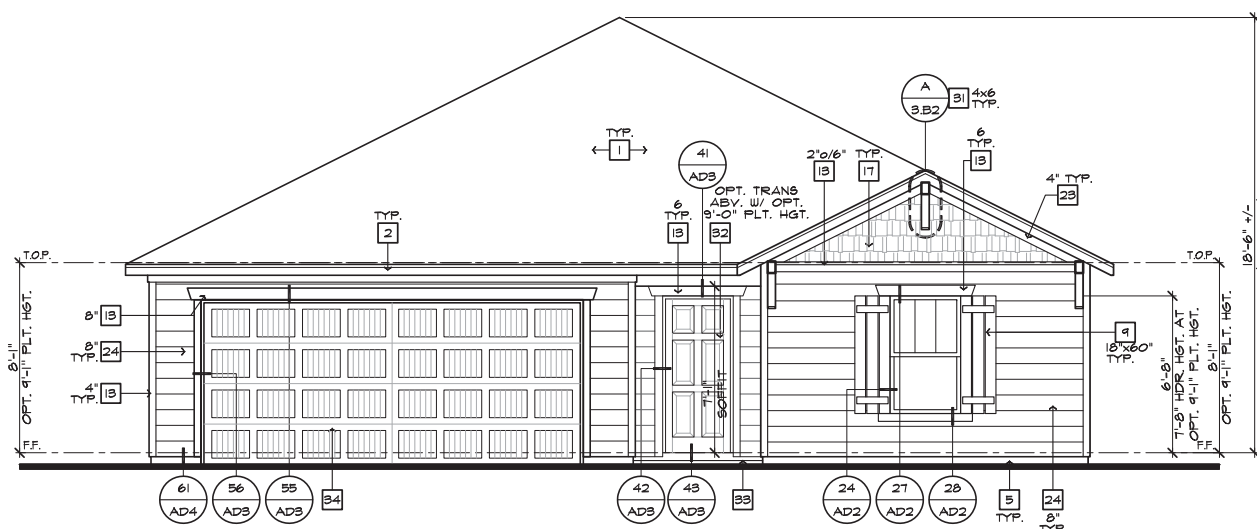 A
3.B2
31
4x6
TYP.
TYP.
1
41
AD3
2"o/6"
13
TYP.
17
6
TYP.
13
4" TYP.
23
OPT. TRANS
ABV. W/ OPT.
9'-0" PLT. HGT.
32
6
TYP.
13
TYP.
2
18'-6" +/-
T.O.P.
T.O.P.
8'-1"
OPT. 9'-1" PLT. HGT.
8" 13
8"
TYP.
24
4"
TYP.
13
7'-1"
SOFFIT
9
18"x60"
TYP.
6'-8"
7'-8" HDR. HGT. AT
OPT. 9'-1" PLT. HGT.
8'-1"
OPT. 9'-1" PLT. HGT.
F.F.
F.F.
61
AD4
56
AD3
55
AD3
34
42
AD3
43
AD3
33
24
AD2
27
AD2
28
AD2
5
TYP.
24
8"
TYP.